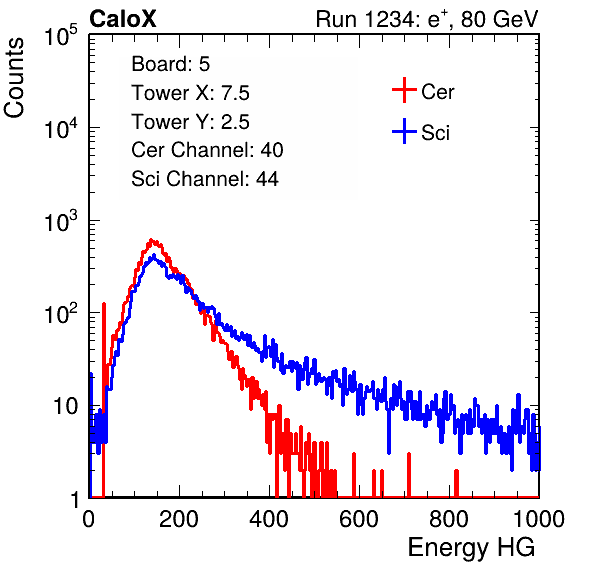 CaloX Run 1234: e⁺, 80 GeV
Board: 5
Tower X: 7.5
Tower Y: 2.5
Cer Channel: 40
Sci Channel: 44
Cer
Sci
Counts
10⁵
10⁴
10³
10²
10
1
0 200 400 600 800 1000
Energy HG